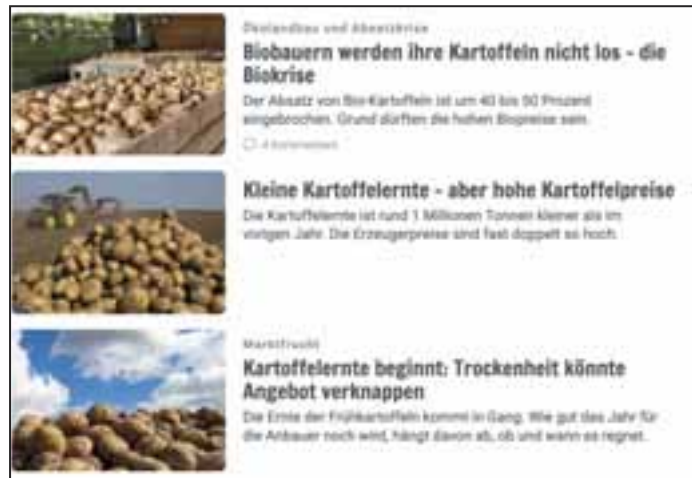 Ökolandbau und Absatzkrise
Biobauern werden ihre Kartoffeln nicht los - die
Biokrise
Der Absatz von Bio-Kartoffeln ist um 40 bis 50 Prozent
eingebrochen. Grund dürften die hohen Biopreise sein.
Kleine Kartoffelernte - aber hohe Kartoffelpreise
Die Kartoffelernte ist rund 1 Millionen Tonnen kleiner als im
vorigen Jahr. Die Erzeugerpreise sind fast doppelt so hoch.
Marktfrucht
Kartoffelernte beginnt: Trockenheit könnte
Angebot verknappen
Die Ernte der Frühkartoffeln kommt in Gang. Wie gut das Jahr für
die Anbauer noch wird, hängt davon ab, ob und wann es regnet.